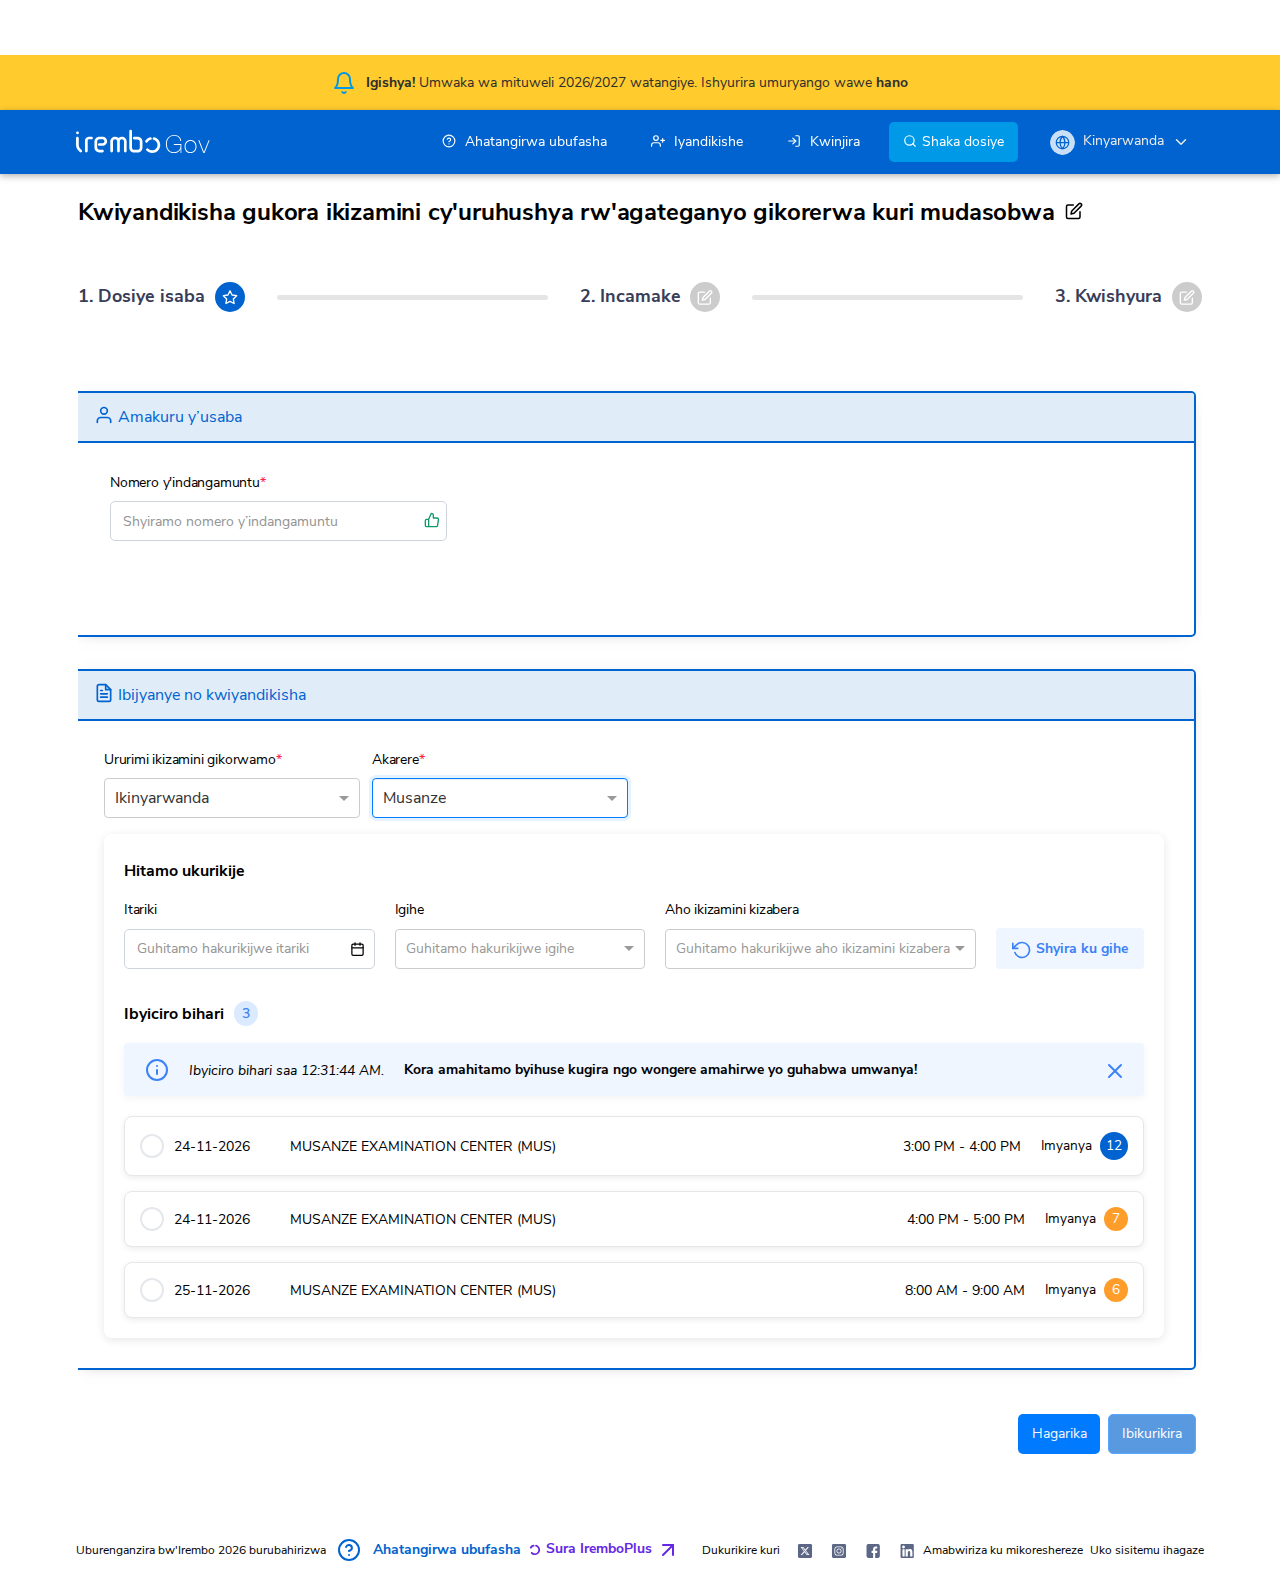 Igishya! Umwaka wa mituweli 2026/2027 watangiye. Ishyurira umuryango wawe hano
irembo Gov
Ahatangirwa ubufasha
Iyandikishe
Kwinjira
Shaka dosiye
Kinyarwanda
Kwiyandikisha gukora ikizamini cy'uruhushya rw'agateganyo gikorerwa kuri mudasobwa
1. Dosiye isaba
2. Incamake
3. Kwishyura
Amakuru y’usaba
Nomero y'indangamuntu*
Shyiramo nomero y’indangamuntu
Ibijyanye no kwiyandikisha
Ururimi ikizamini gikorwamo*
Akarere*
Ikinyarwanda
Musanze
Hitamo ukurikije
Itariki
Igihe
Aho ikizamini kizabera
Guhitamo hakurikijwe itariki
Guhitamo hakurikijwe igihe
Guhitamo hakurikijwe aho ikizamini kizabera
Shyira ku gihe
Ibyiciro bihari 3
Ibyiciro bihari saa 12:31:44 AM. Kora amahitamo byihuse kugira ngo wongere amahirwe yo guhabwa umwanya!
24-11-2026 MUSANZE EXAMINATION CENTER (MUS) 3:00 PM - 4:00 PM Imyanya 12
24-11-2026 MUSANZE EXAMINATION CENTER (MUS) 4:00 PM - 5:00 PM Imyanya 7
25-11-2026 MUSANZE EXAMINATION CENTER (MUS) 8:00 AM - 9:00 AM Imyanya 6
Hagarika
Ibikurikira
Uburenganzira bw'Irembo 2026 burubahirizwa
Ahatangirwa ubufasha
Sura IremboPlus
Dukurikire kuri
Amabwiriza ku mikoreshereze
Uko sisitemu ihagaze